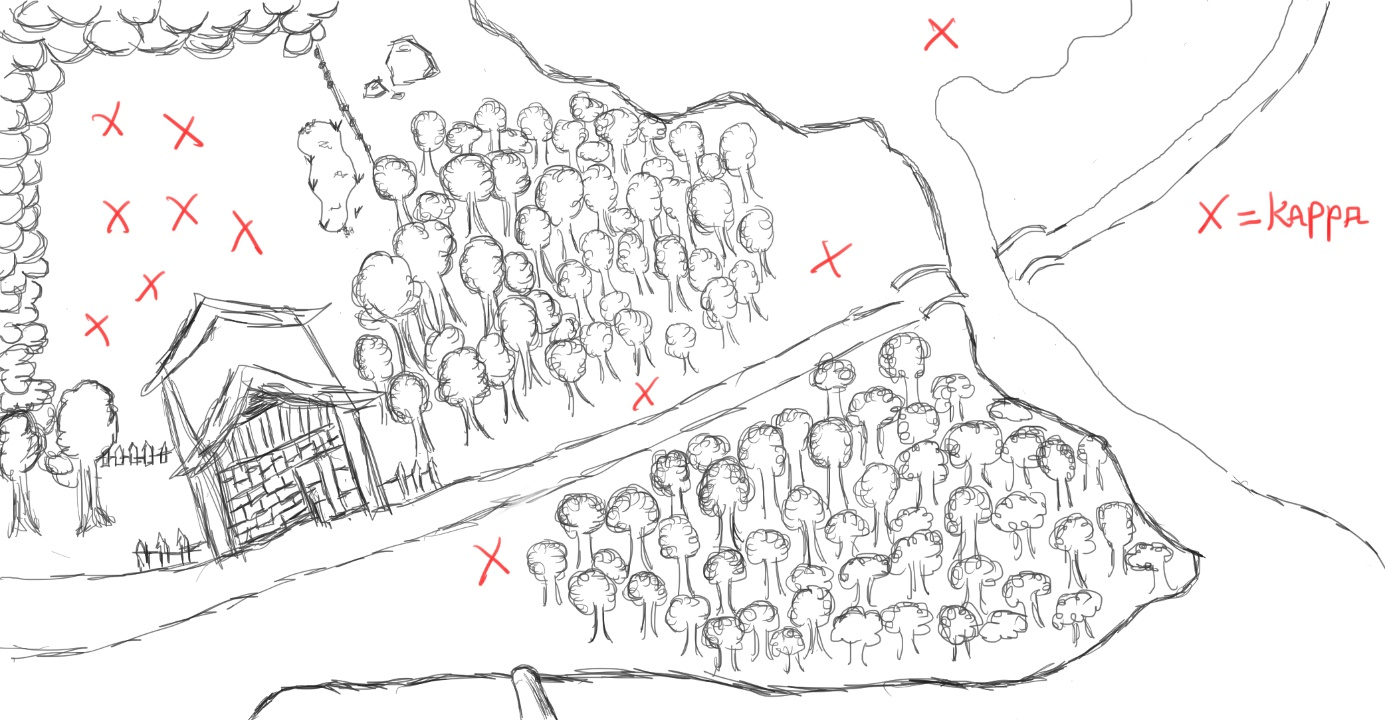 X = KAPPA